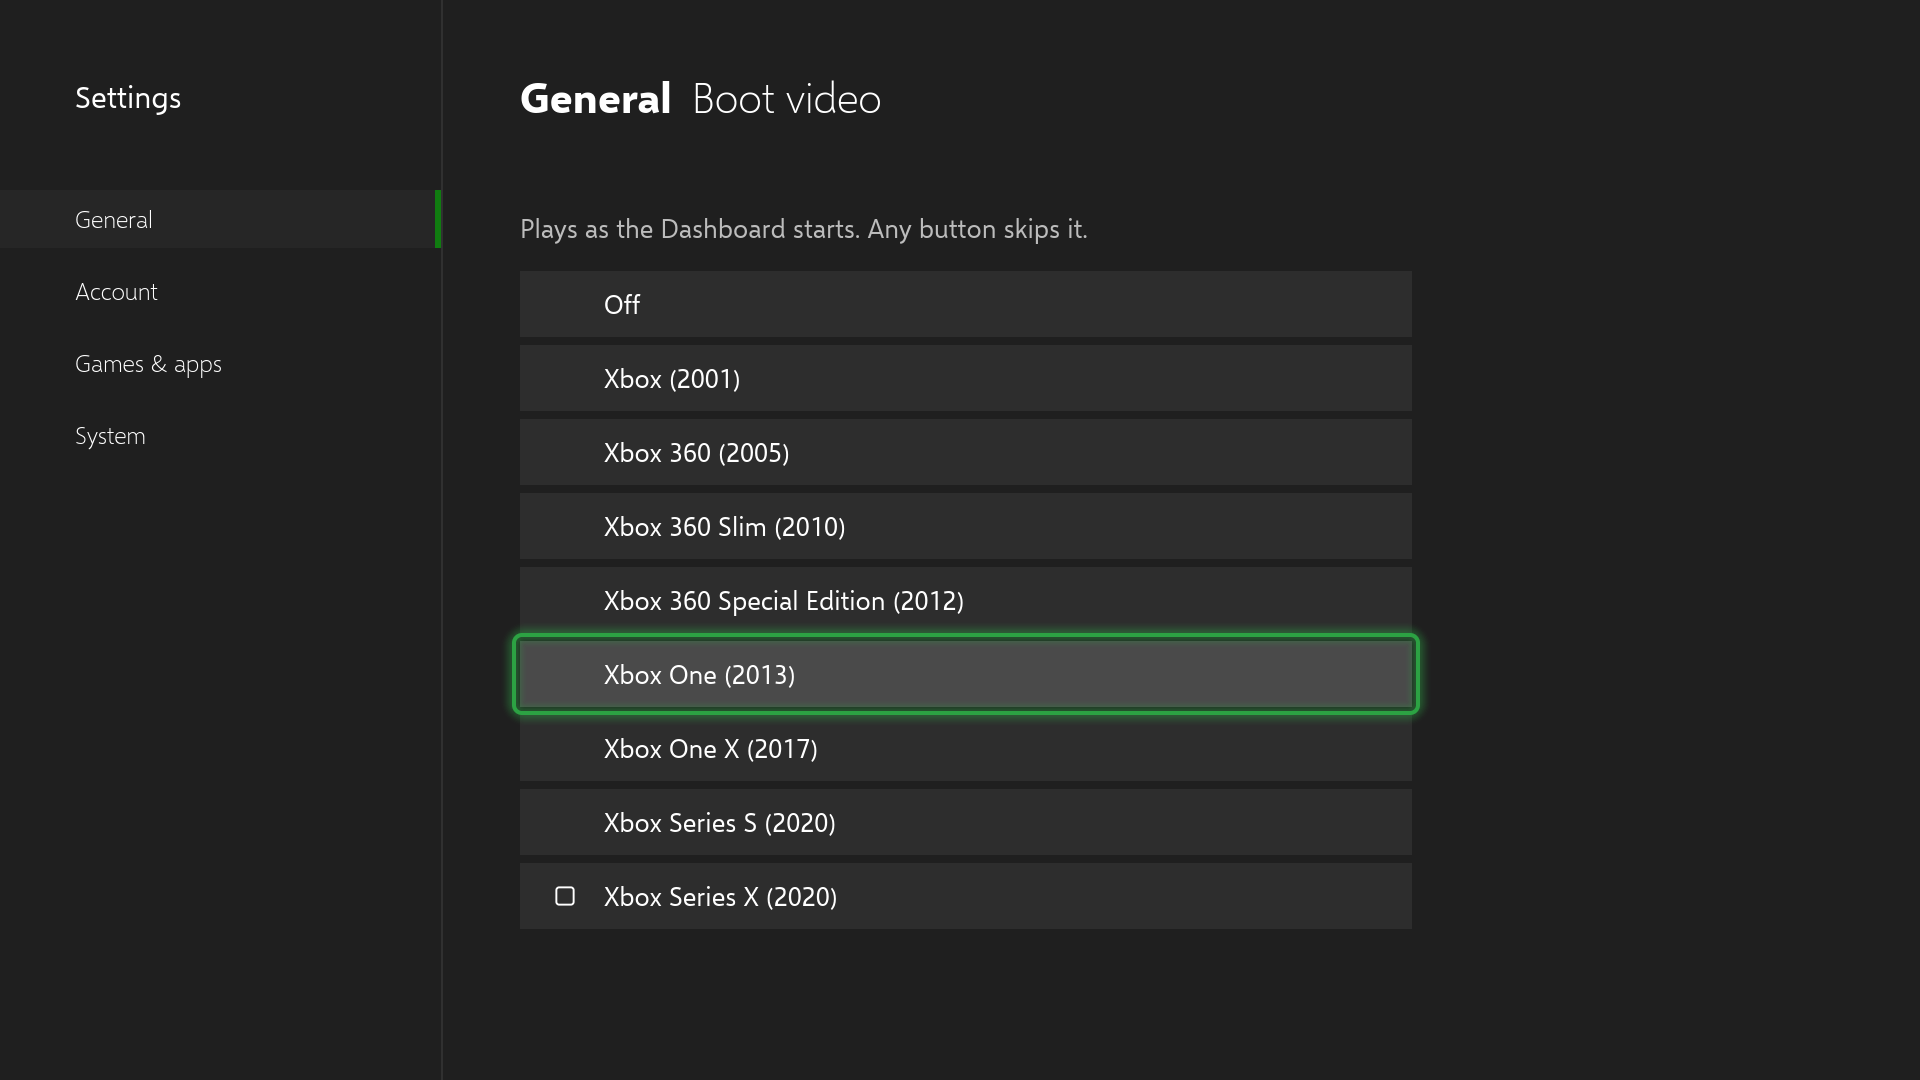 Settings
General
Account
Games & apps
System
General Boot video
Plays as the Dashboard starts. Any button skips it.
Off
Xbox (2001)
Xbox 360 (2005)
Xbox 360 Slim (2010)
Xbox 360 Special Edition (2012)
Xbox One (2013)
Xbox One X (2017)
Xbox Series S (2020)
Xbox Series X (2020)